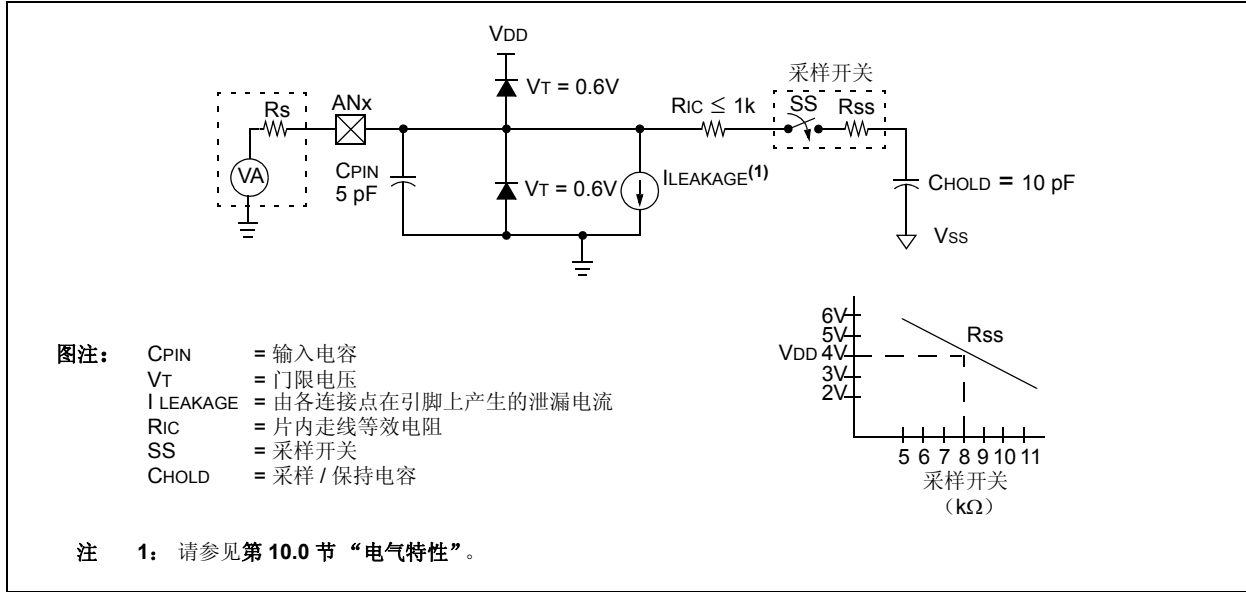 VDD
采样开关
VT = 0.6V
Rs
ANx
RIC ≤ 1k
SS
Rss
VA
CPIN
5 pF
VT = 0.6V
ILEAKAGE(1)
CHOLD = 10 pF
Vss
6V
5V
VDD 4V
3V
2V
Rss
5 6 7 8 9 10 11
采样开关
（kΩ）
图注： CPIN = 输入电容
VT = 门限电压
I LEAKAGE = 由各连接点在引脚上产生的泄漏电流
RIC = 片内走线等效电阻
SS = 采样开关
CHOLD = 采样 / 保持电容
注 1： 请参见第 10.0 节 “电气特性”。